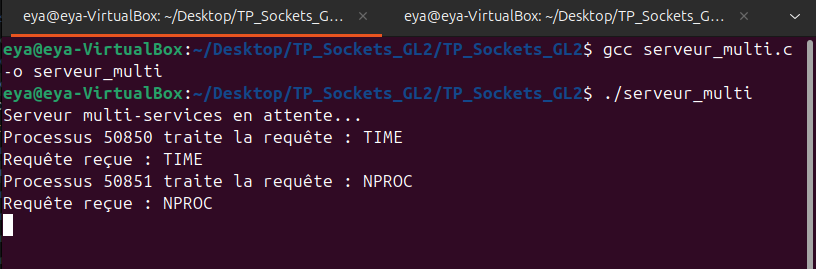 eya@eya-VirtualBox: ~/Desktop/TP_Sockets_G... × eya@eya-VirtualBox: ~/Desktop/TP_Sockets_G... ×
eya@eya-VirtualBox:~/Desktop/TP_Sockets_GL2/TP_Sockets_GL2$ gcc serveur_multi.c
-o serveur_multi
eya@eya-VirtualBox:~/Desktop/TP_Sockets_GL2/TP_Sockets_GL2$ ./serveur_multi
Serveur multi-services en attente...
Processus 50850 traite la requête : TIME
Requête reçue : TIME
Processus 50851 traite la requête : NPROC
Requête reçue : NPROC